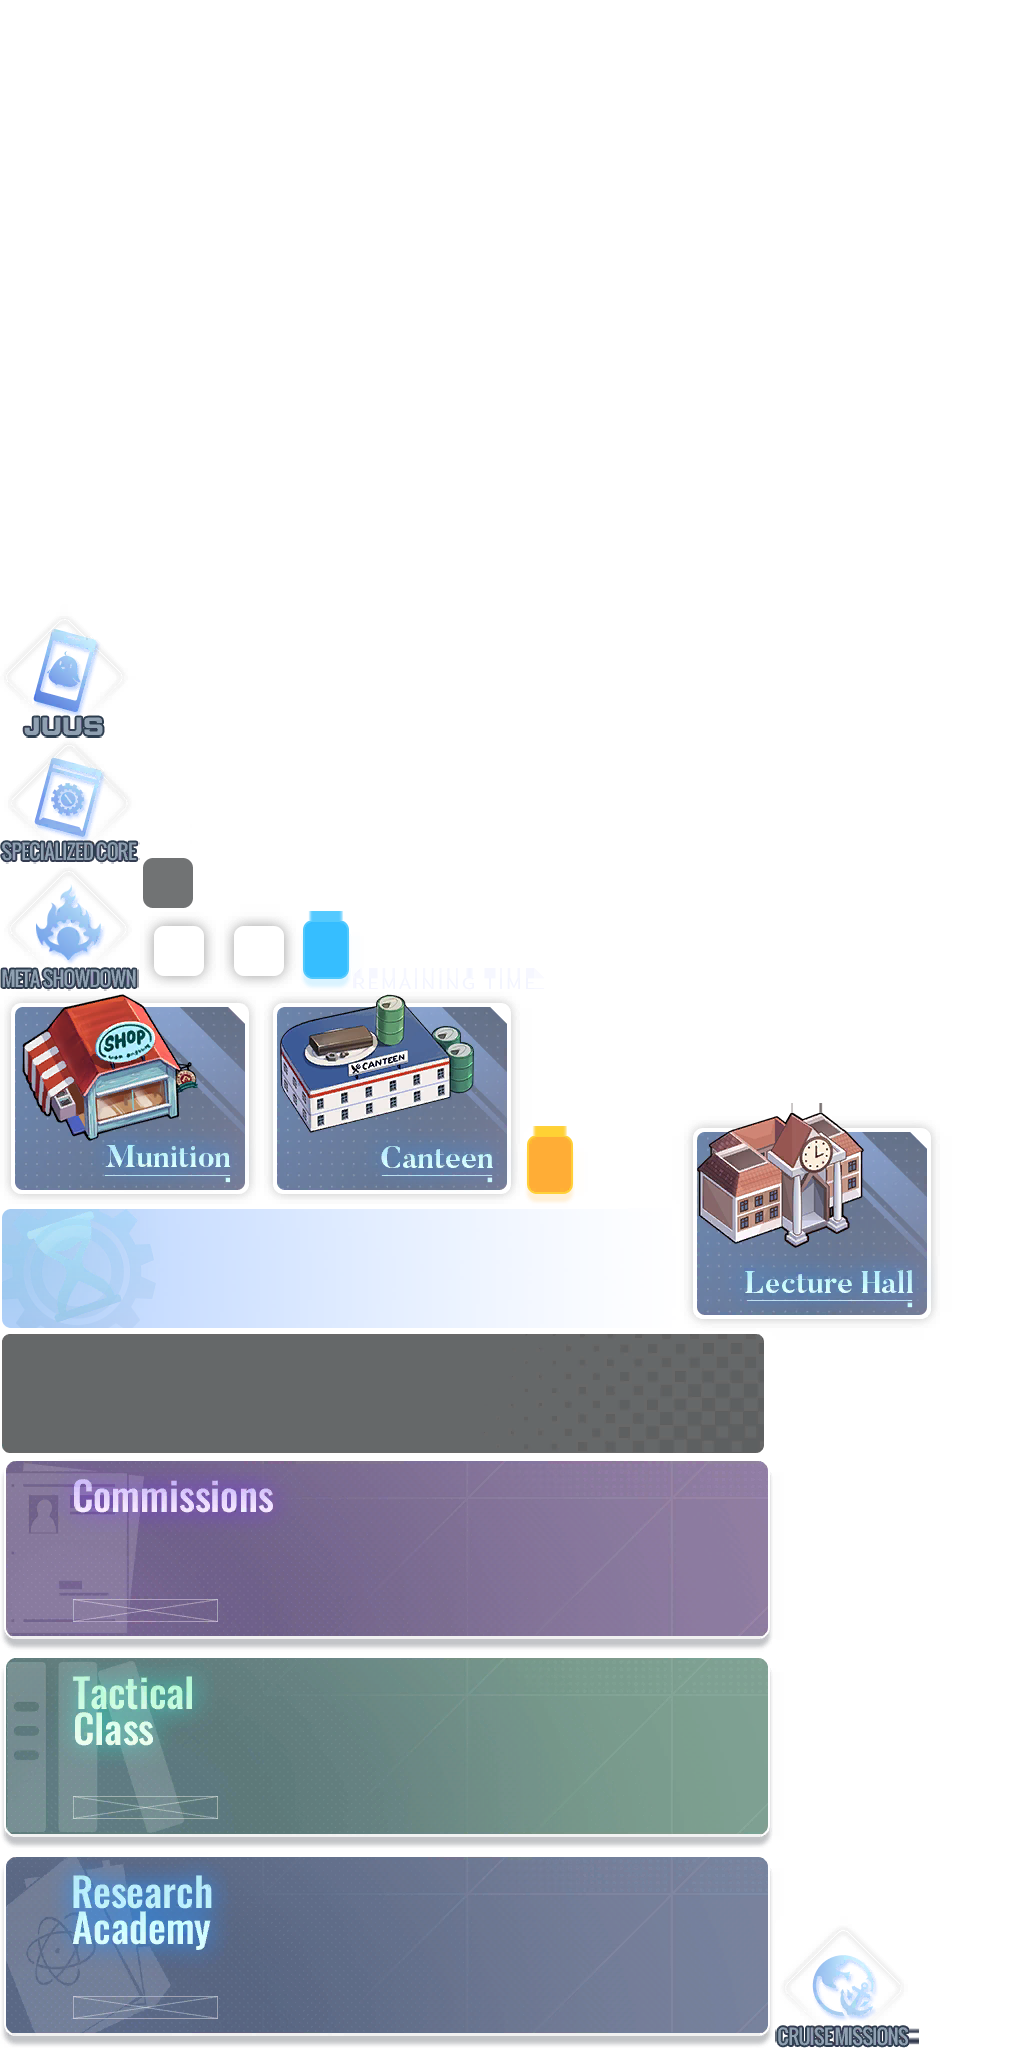 JUUS
SPECIALIZED CORE
META SHOWDOWN
REMAINING TIME
SHOP
CANTEEN
Munition
Canteen
Lecture Hall
Commissions
Tactical
Class
Research
Academy
CRUISE MISSIONS